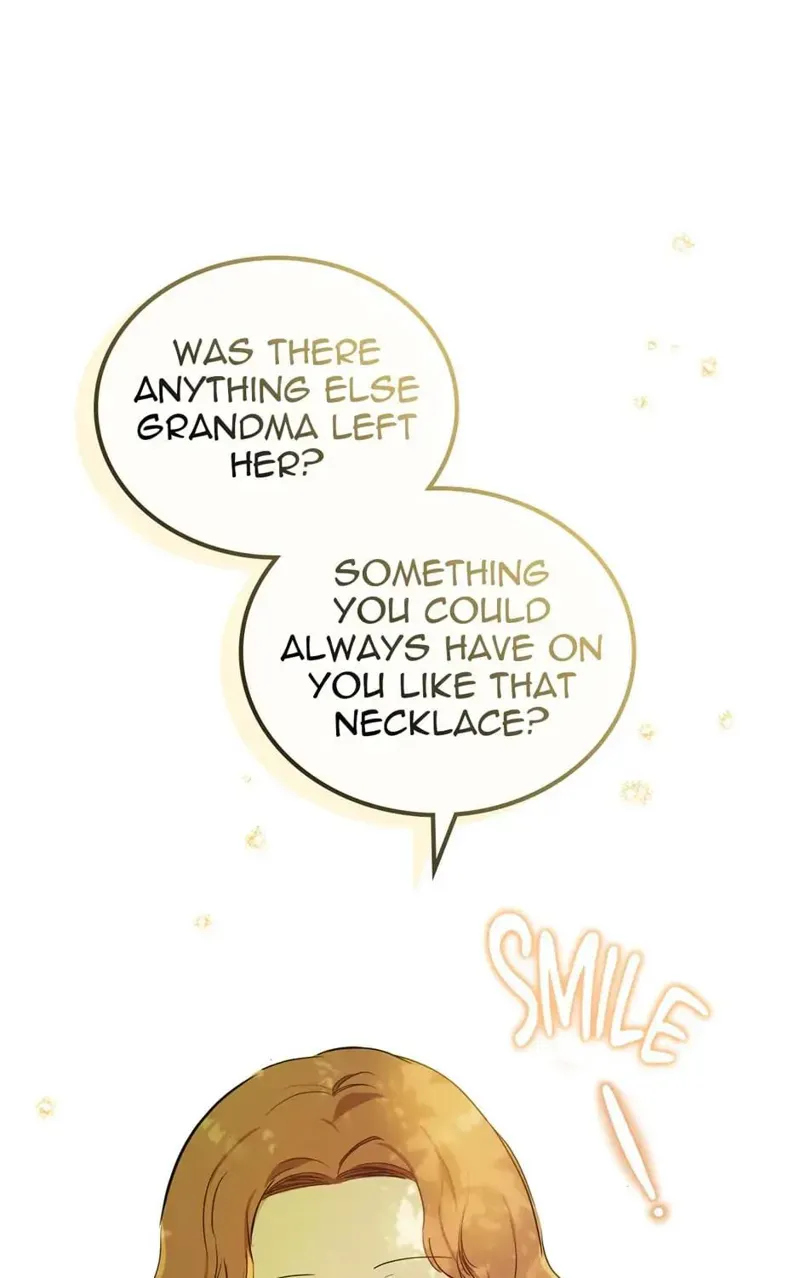 WAS THERE
ANYTHING ELSE
GRANDMA LEFT
HER?
SOMETHING
YOU COULD
ALWAYS HAVE ON
YOU LIKE THAT
NECKLACE?
SMILE
!